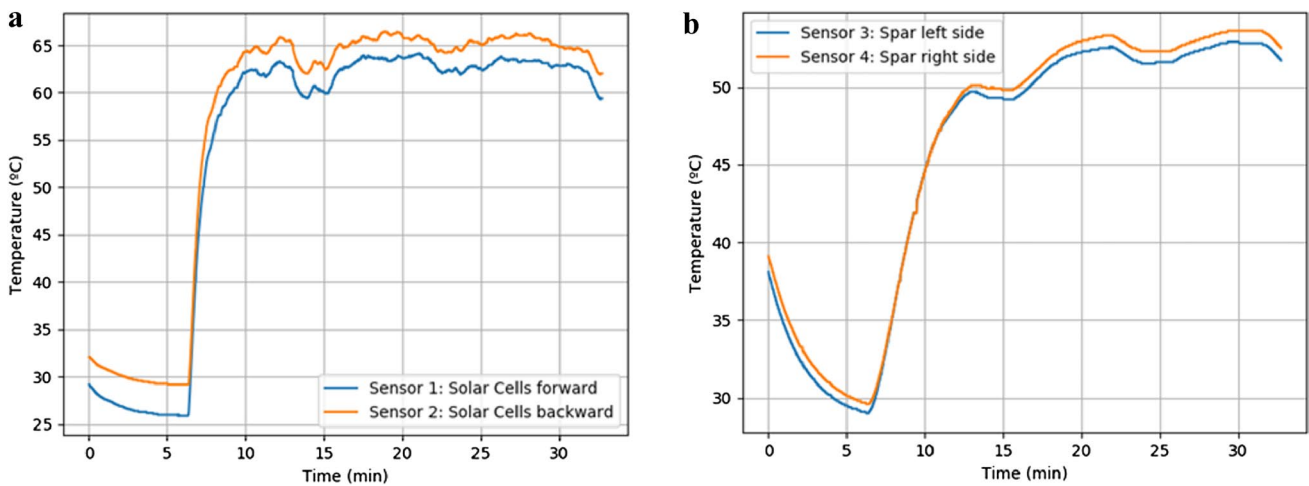 a
65
60
55
50
45
40
35
30
25
Temperature (ºC)
Sensor 1: Solar Cells forward
Sensor 2: Solar Cells backward
0 5 10 15 20 25 30
Time (min)
b
Sensor 3: Spar left side
Sensor 4: Spar right side
50
45
40
35
30
Temperature (ºC)
0 5 10 15 20 25 30
Time (min)